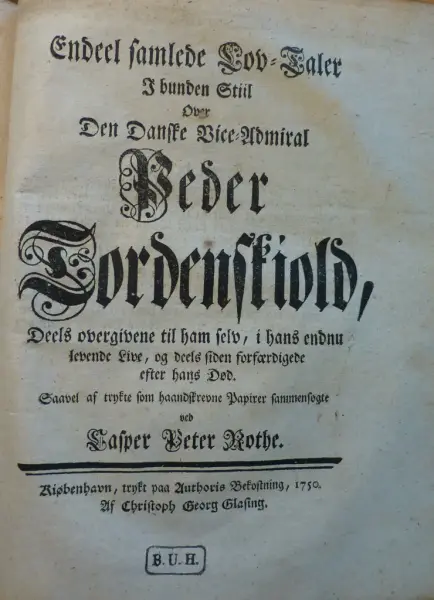 Endeel samlede Lov-Taler
I bunden Stiil
Over
Den Danske Vice-Admiral
Peder
Tordenskiold,
Deels overgivene til ham selv, i hans endnu
levende Live, og deels siden forfærdigede
efter hans Død.
Saavel af trykte som haandskrevne Papirer sammensøgte
ved
Casper Peter Rothe.
Kiøbenhavn, trykt paa Authoris Bekostning, 1750.
Af Christoph Georg Glasing.
B. U. H.